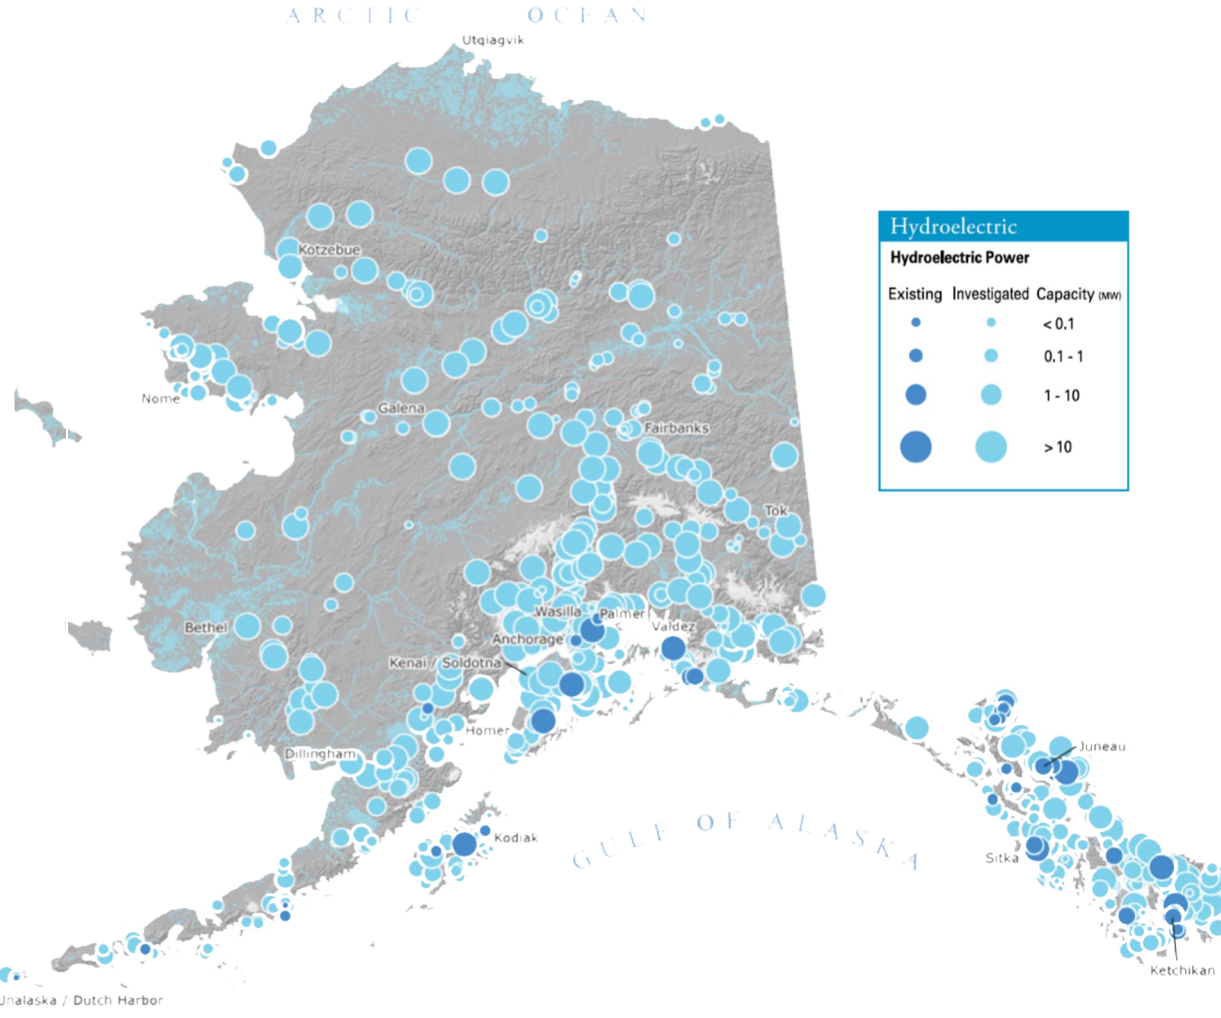 ARCTIC OCEAN
Utqiagvik
Hydroelectric
Hydroelectric Power
Existing Investigated Capacity (MW)
< 0.1
0.1 - 1
1 - 10
> 10
Kotzebue
Nome
Galena
Fairbanks
Tok
Wasilla
Palmer
Bethel
Anchorage
Valdez
Kenai / Soldotna
Homer
Dillingham
Juneau
GULF OF ALASKA
Kodiak
Sitka
Ketchikan
Unalaska / Dutch Harbor